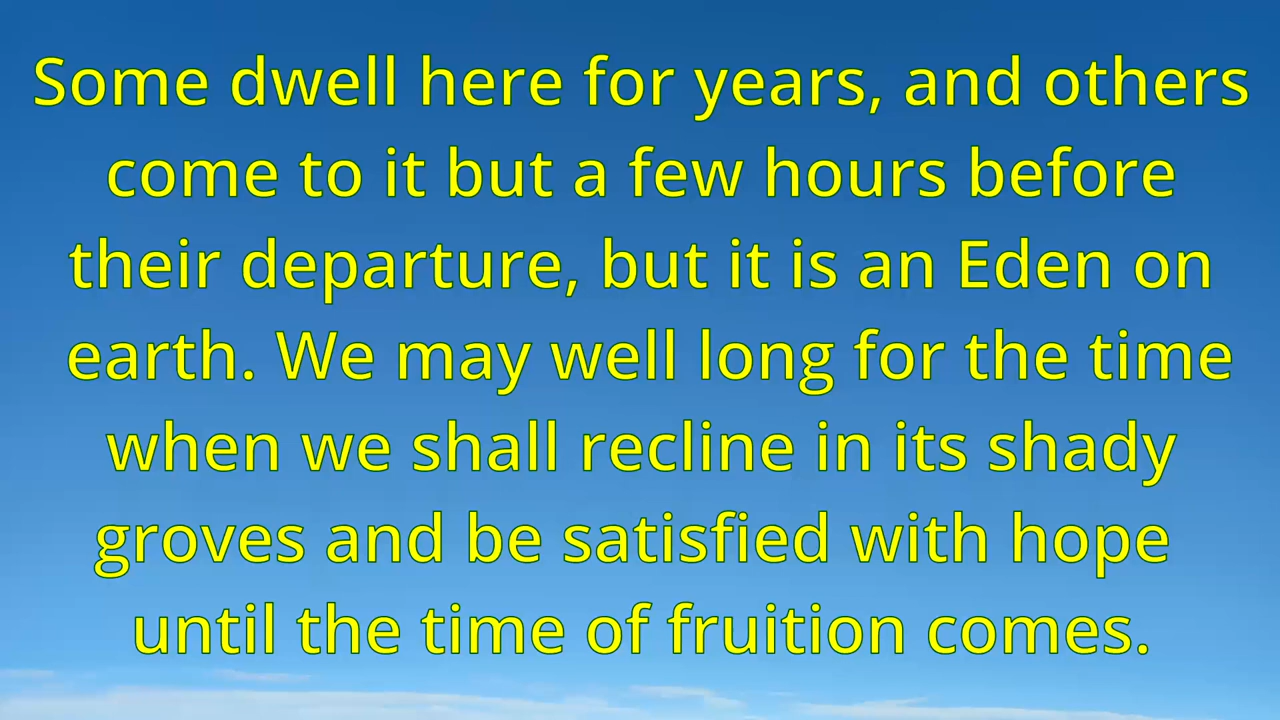 Some dwell here for years, and others
come to it but a few hours before
their departure, but it is an Eden on
earth. We may well long for the time
when we shall recline in its shady
groves and be satisfied with hope
until the time of fruition comes.